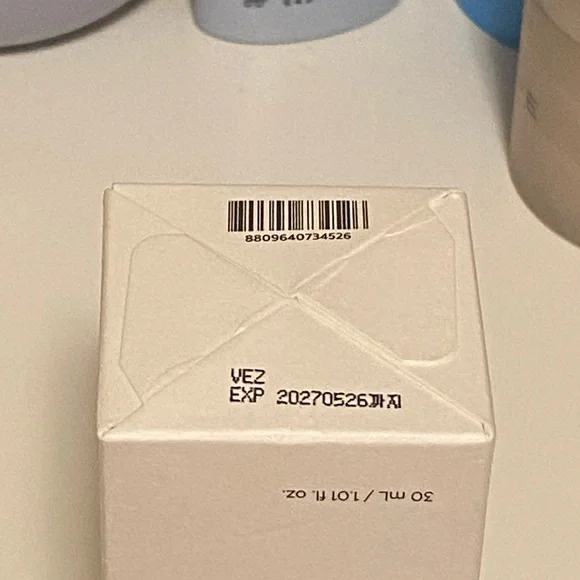 8809640734526
VEZ
EXP 20270526까지
30 mL / 1.01 fl. oz.